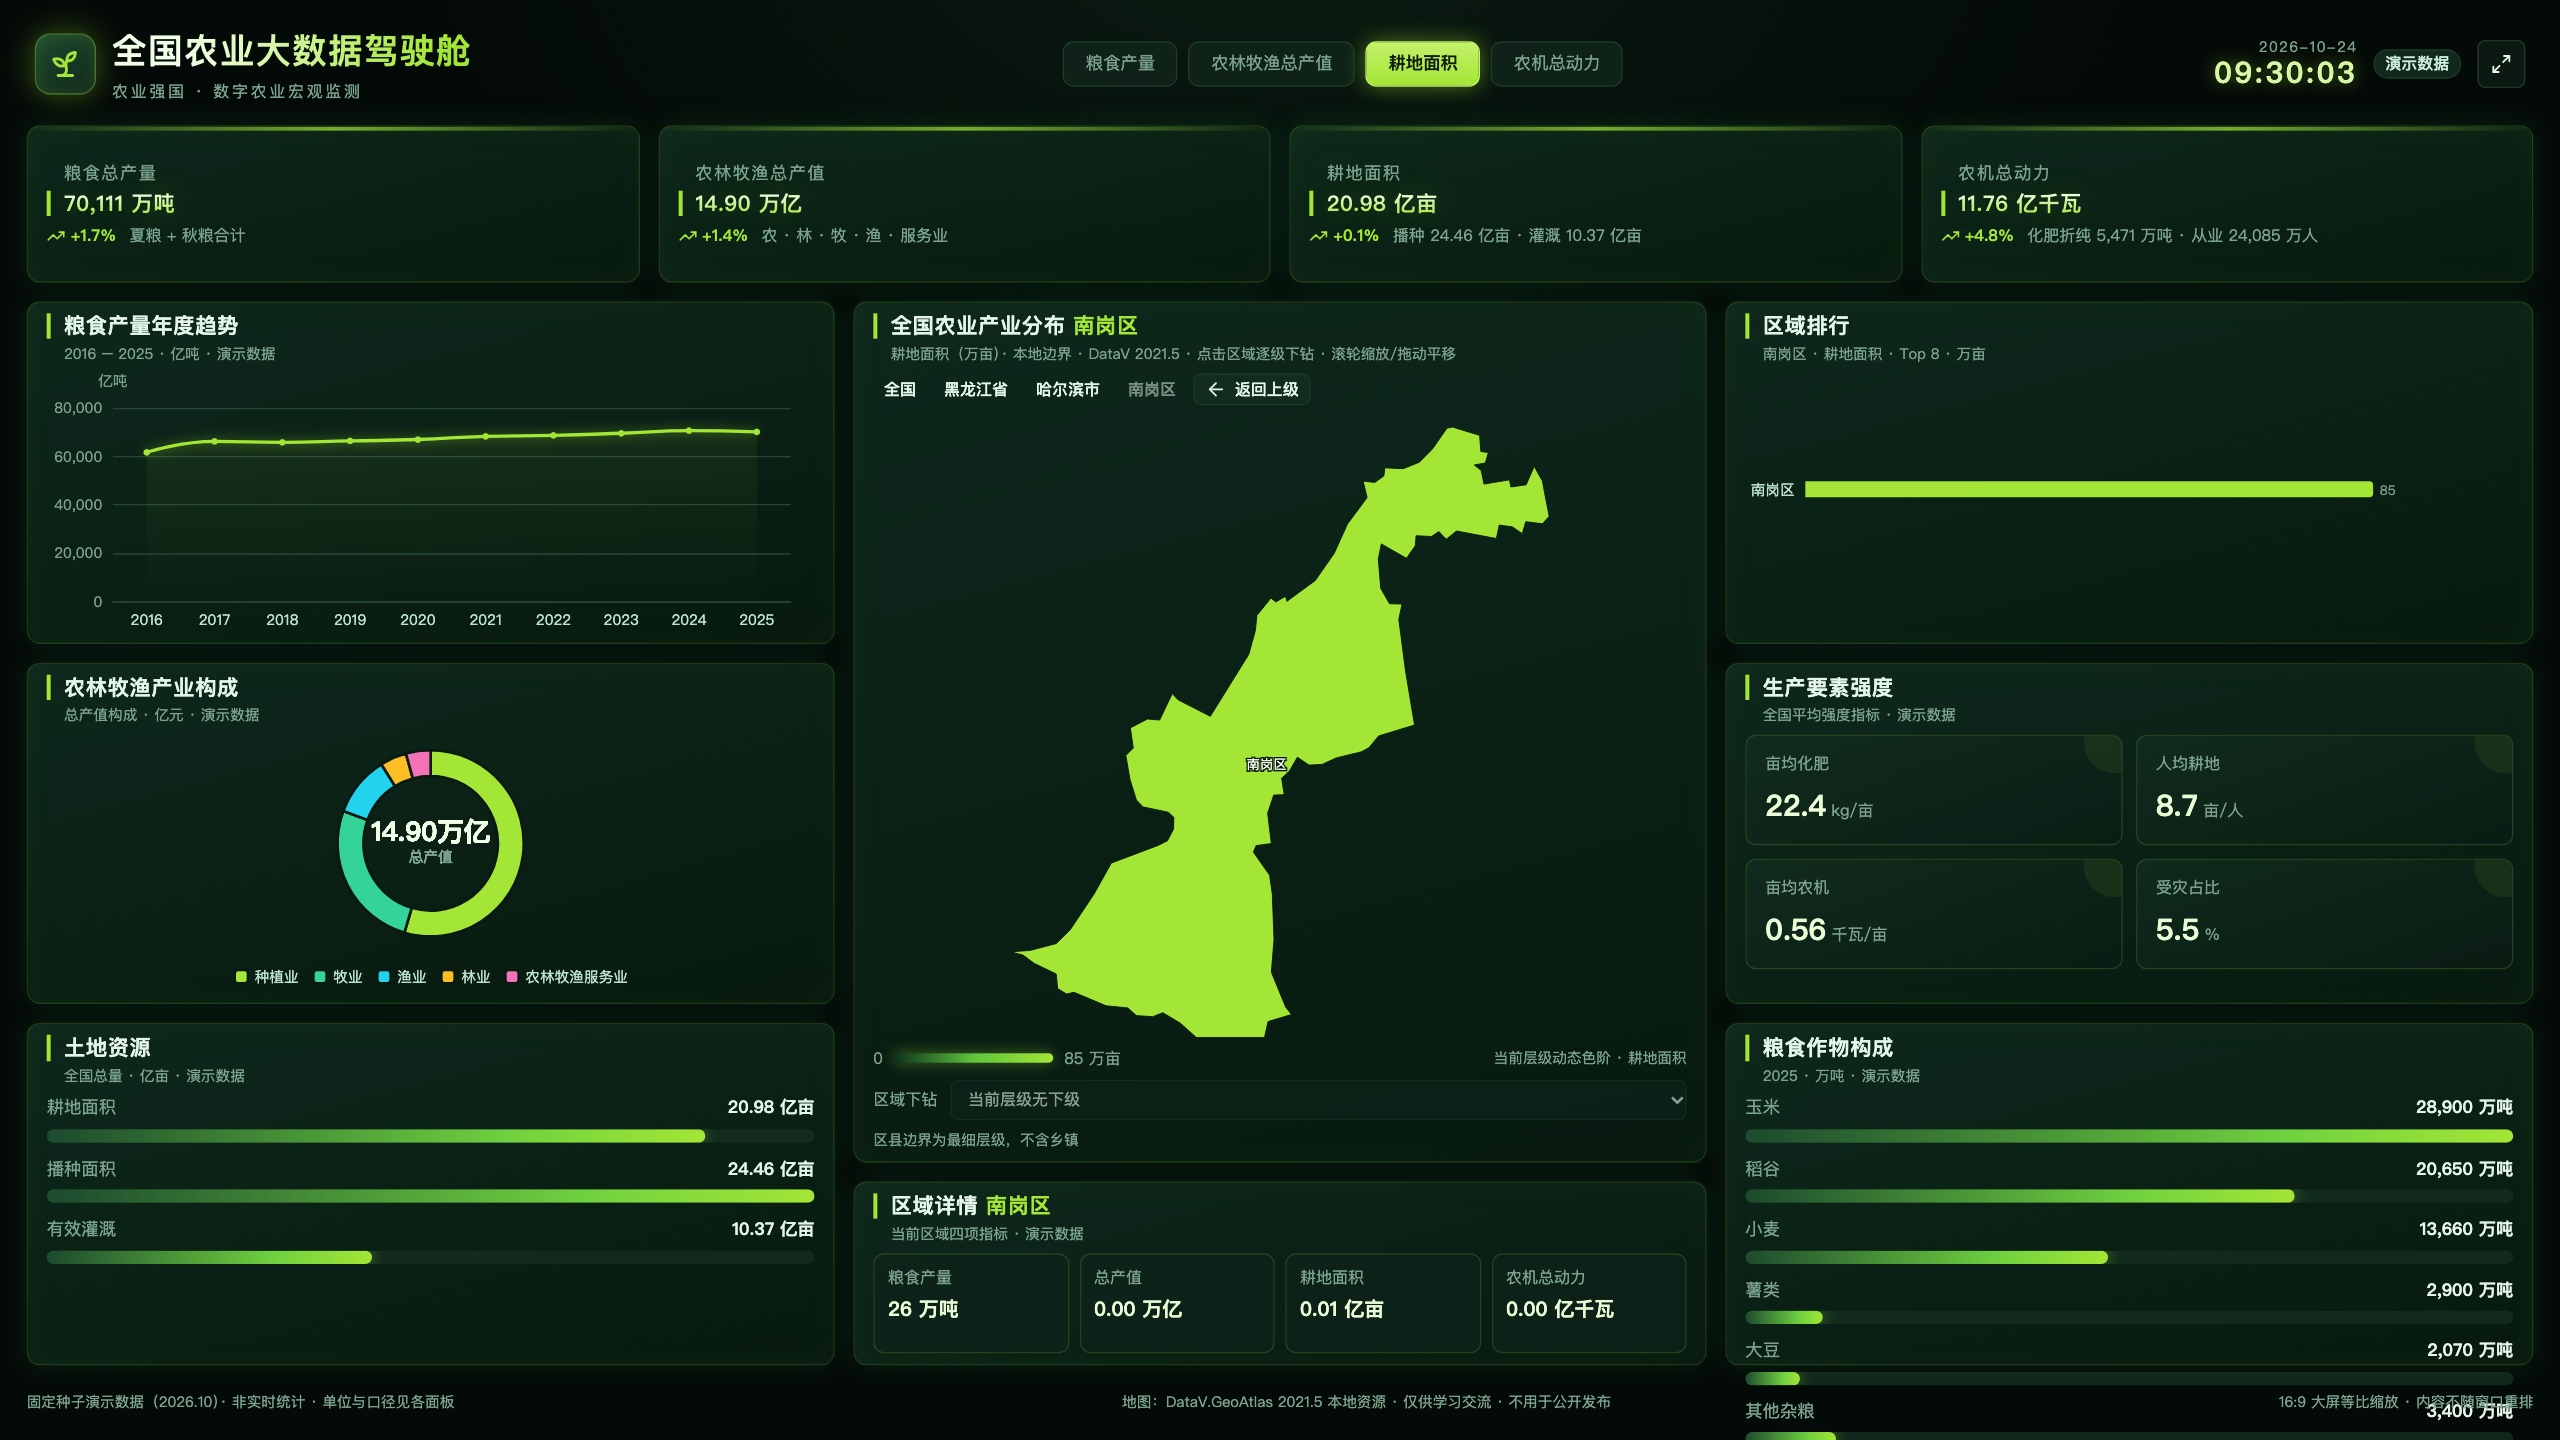 全国农业大数据驾驶舱
农业强国 · 数字农业宏观监测
粮食产量
农林牧渔总产值
耕地面积
农机总动力
2026-10-24
09:30:03
演示数据
粮食总产量
70,111 万吨
+1.7% 夏粮 + 秋粮合计
农林牧渔总产值
14.90 万亿
+1.4% 农 · 林 · 牧 · 渔 · 服务业
耕地面积
20.98 亿亩
+0.1% 播种 24.46 亿亩 · 灌溉 10.37 亿亩
农机总动力
11.76 亿千瓦
+4.8% 化肥折纯 5,471 万吨 · 从业 24,085 万人
粮食产量年度趋势
2016 — 2025 · 亿吨 · 演示数据
亿吨
80,000
60,000
40,000
20,000
0
2016 2017 2018 2019 2020 2021 2022 2023 2024 2025
农林牧渔产业构成
总产值构成 · 亿元 · 演示数据
14.90万亿
总产值
种植业 牧业 渔业 林业 农林牧渔服务业
土地资源
全国总量 · 亿亩 · 演示数据
耕地面积 20.98 亿亩
播种面积 24.46 亿亩
有效灌溉 10.37 亿亩
全国农业产业分布 南岗区
耕地面积（万亩）· 本地边界 · DataV 2021.5 · 点击区域逐级下钻 · 滚轮缩放/拖动平移
全国 黑龙江省 哈尔滨市 南岗区 返回上级
南岗区
0 85 万亩
当前层级动态色阶 · 耕地面积
区域下钻 当前层级无下级
区县边界为最细层级，不含乡镇
区域详情 南岗区
当前区域四项指标 · 演示数据
粮食产量
26 万吨
总产值
0.00 万亿
耕地面积
0.01 亿亩
农机总动力
0.00 亿千瓦
区域排行
南岗区 · 耕地面积 · Top 8 · 万亩
南岗区 85
生产要素强度
全国平均强度指标 · 演示数据
亩均化肥
22.4 kg/亩
人均耕地
8.7 亩/人
亩均农机
0.56 千瓦/亩
受灾占比
5.5 %
粮食作物构成
2025 · 万吨 · 演示数据
玉米 28,900 万吨
稻谷 20,650 万吨
小麦 13,660 万吨
薯类 2,900 万吨
大豆 2,070 万吨
其他杂粮 3,400 万吨
固定种子演示数据（2026.10）· 非实时统计 · 单位与口径见各面板
地图：DataV.GeoAtlas 2021.5 本地资源 · 仅供学习交流 · 不用于公开发布
16:9 大屏等比缩放 · 内容不随窗口重排